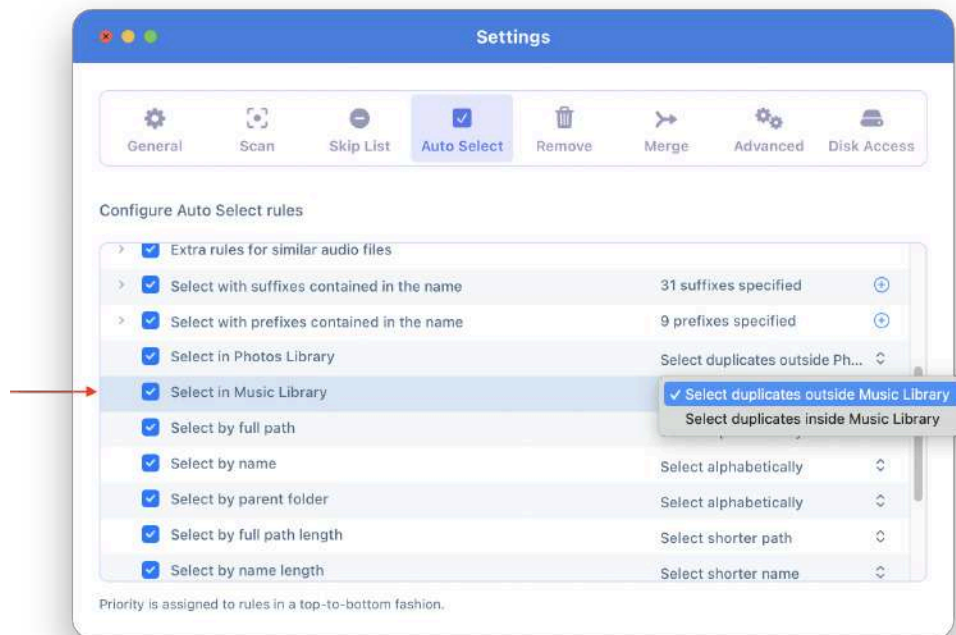 Settings
General Scan Skip List Auto Select Remove Merge Advanced Disk Access
Configure Auto Select rules
Extra rules for similar audio files
Select with suffixes contained in the name 31 suffixes specified
Select with prefixes contained in the name 9 prefixes specified
Select in Photos Library Select duplicates outside Ph...
Select in Music Library ✓ Select duplicates outside Music Library
Select duplicates inside Music Library
Select by full path
Select by name Select alphabetically
Select by parent folder Select alphabetically
Select by full path length Select shorter path
Select by name length Select shorter name
Priority is assigned to rules in a top-to-bottom fashion.